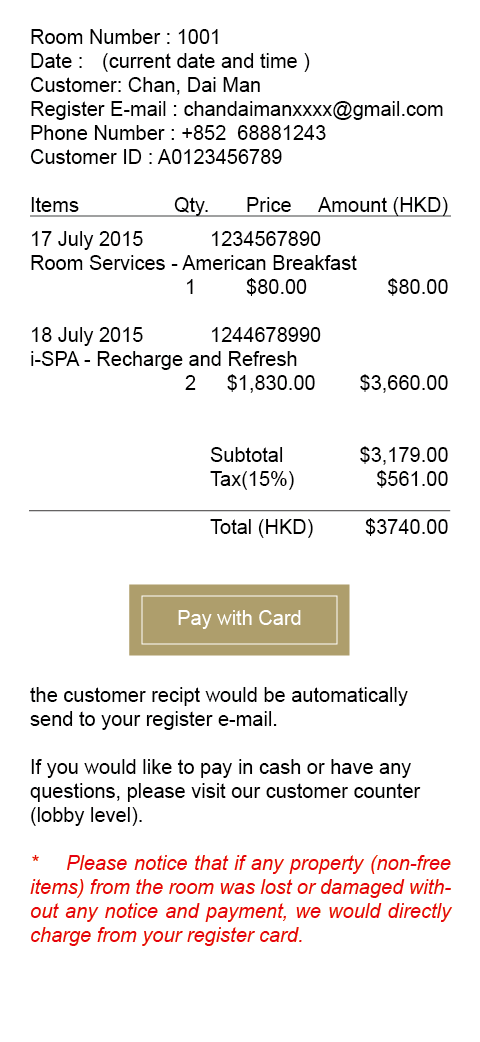 Room Number : 1001
Date : (current date and time )
Customer: Chan, Dai Man
Register E-mail : chandaimanxxxx@gmail.com
Phone Number : +852 68881243
Customer ID : A0123456789
Items Qty. Price Amount (HKD)
17 July 2015 1234567890
Room Services - American Breakfast
1 $80.00 $80.00
18 July 2015 1244678990
i-SPA - Recharge and Refresh
2 $1,830.00 $3,660.00
Subtotal $3,179.00
Tax(15%) $561.00
Total (HKD) $3740.00
Pay with Card
the customer recipt would be automatically
send to your register e-mail.
If you would like to pay in cash or have any
questions, please visit our customer counter
(lobby level).
* Please notice that if any property (non-free
items) from the room was lost or damaged with-
out any notice and payment, we would directly
charge from your register card.